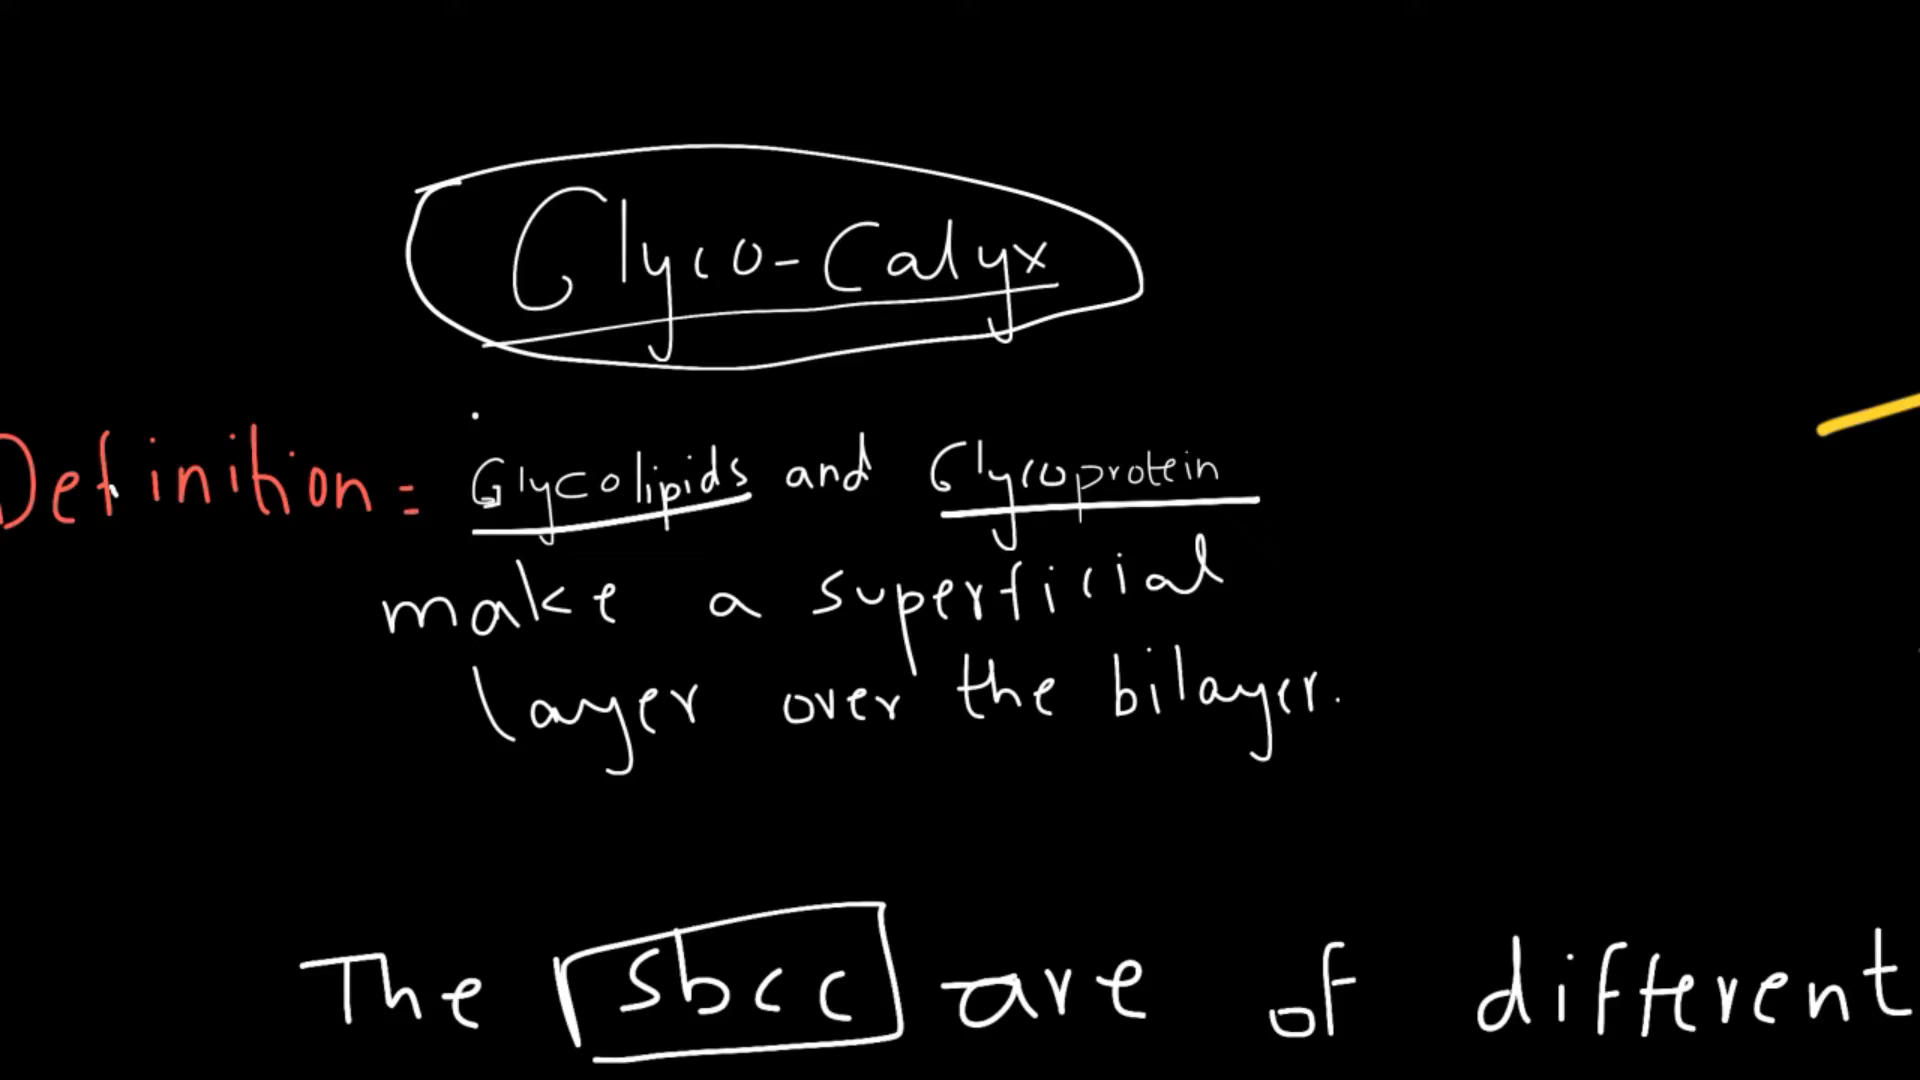 Glyco-Calyx
Definition = Glycolipids and Glycoprotein
make a superficial
layer over the bilayer.
The sbcc are of different